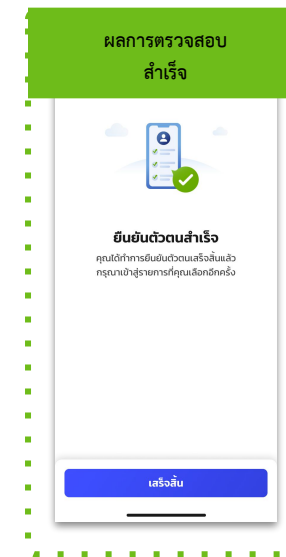 ผลการตรวจสอบ
สำเร็จ
ยืนยันตัวตนสำเร็จ
คุณได้ทำการยืนยันตัวตนเสร็จสิ้นแล้ว
กรุณาเข้าสู่รายการที่คุณเลือกอีกครั้ง
เสร็จสิ้น